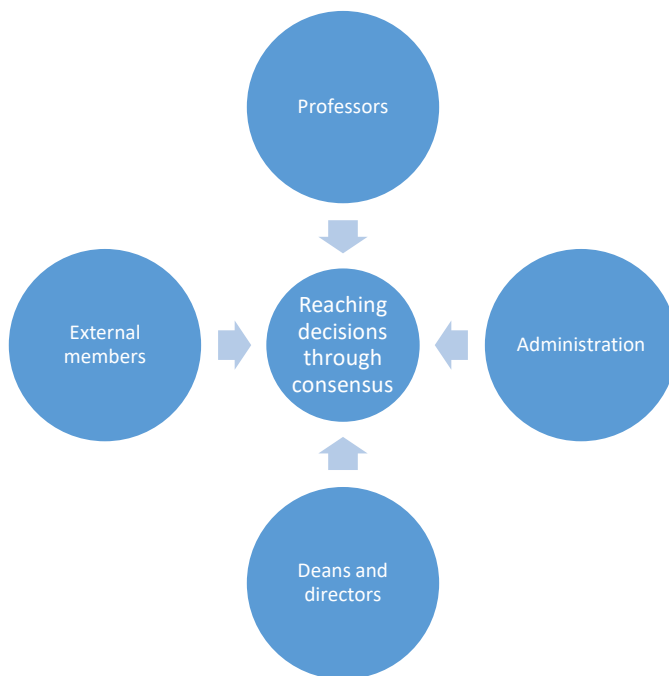 Professors
External
members
Reaching
decisions
through
consensus
Administration
Deans and
directors